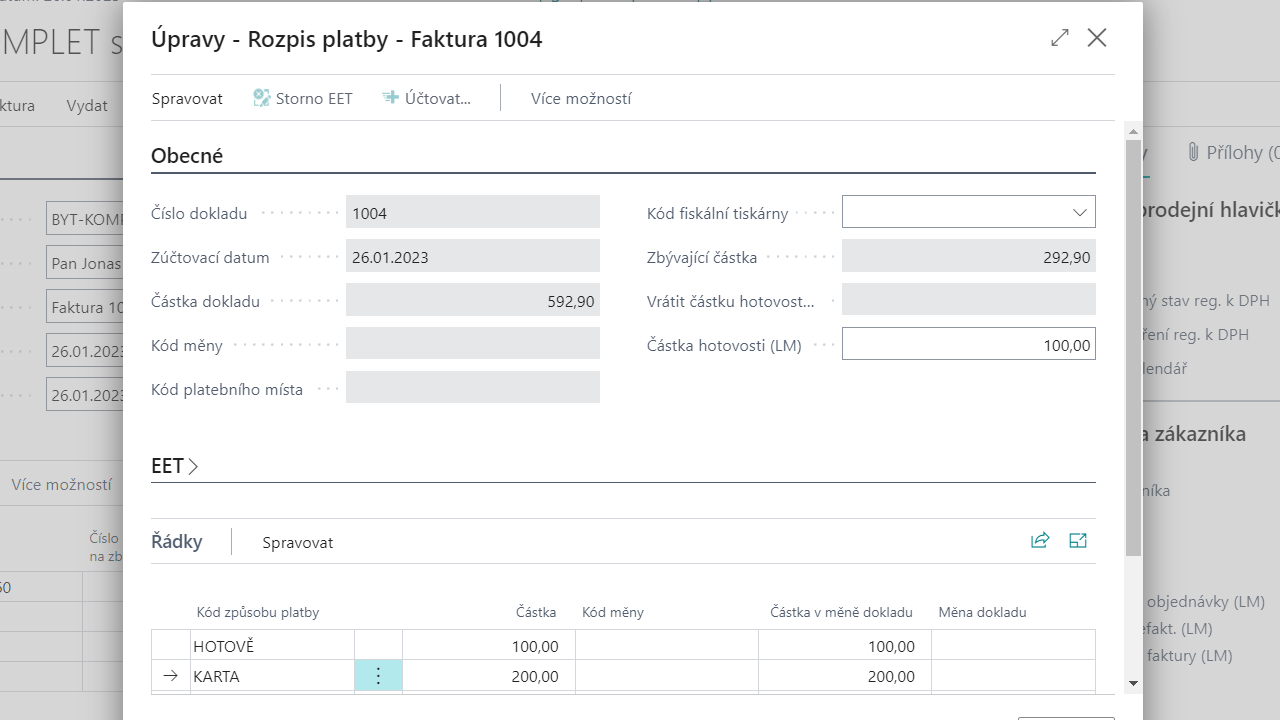 Úpravy - Rozpis platby - Faktura 1004
MPLET s
ktura Vydat
Spravovat Storno EET Účtovat... Více možností
Přílohy (0
Obecné
prodejní hlavičk
Číslo dokladu 1004 Kód fiskální tiskárny
BYT-KOMP
Zúčtovací datum 26.01.2023 Zbývající částka 292,90
Pan Jonas
Částka dokladu 592,90 Vrátit částku hotovost...
Faktura 10
ný stav reg. k DPH
Kód měny Částka hotovosti (LM) 100,00
26.01.2023
ření reg. k DPH
lendář
Kód platebního místa
26.01.2023
a zákazníka
EET
Více možností
níka
Řádky Spravovat
Číslo
na zb
Kód způsobu platby Částka Kód měny Částka v měně dokladu Měna dokladu
objednávky (LM)
efakt. (LM)
faktury (LM)
HOTOVĚ 100,00 100,00
KARTA 200,00 200,00